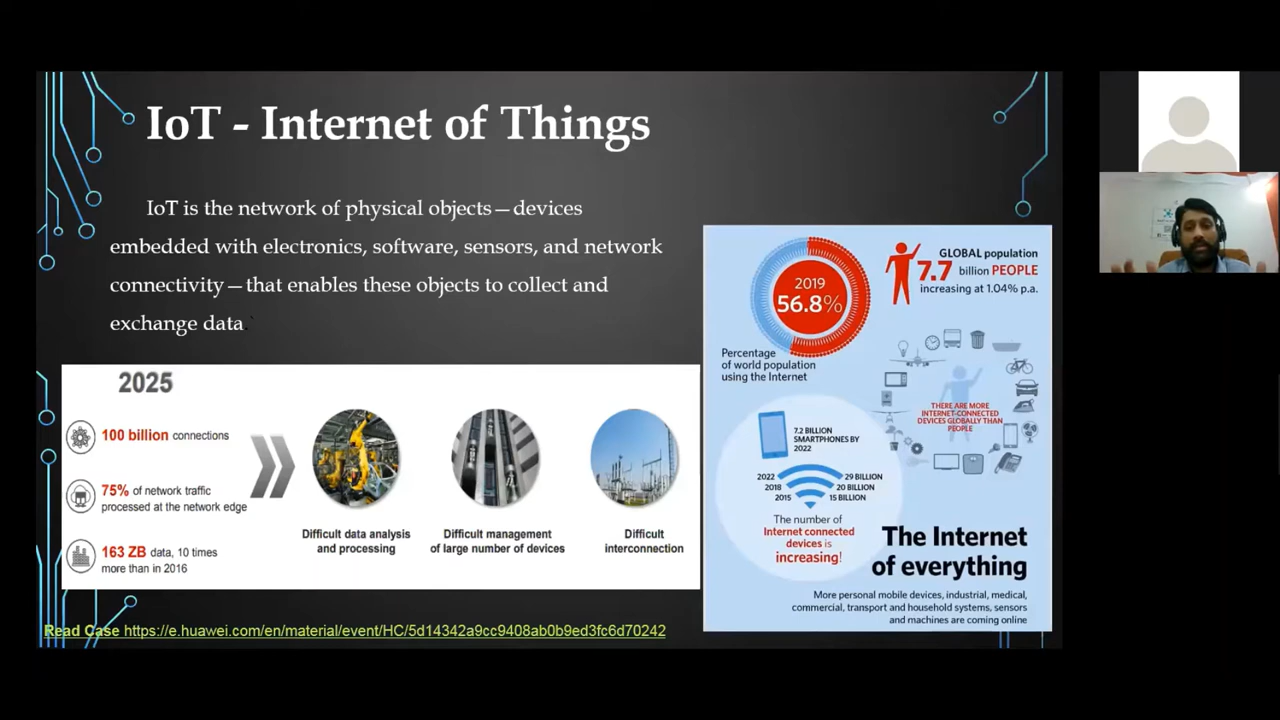 IoT - Internet of Things
IoT is the network of physical objects—devices
embedded with electronics, software, sensors, and network
connectivity—that enables these objects to collect and
exchange data.
2025
100 billion connections
75% of network traffic
processed at the network edge
163 ZB data, 10 times
more than in 2016
Difficult data analysis
and processing
Difficult management
of large number of devices
Difficult
interconnection
Read Case https://e.huawei.com/en/material/event/HC/5d14342a9cc9408ab0b9ed3fc6d70242
2019
56.8%
Percentage
of world population
using the Internet
GLOBAL population
7.7 billion PEOPLE
increasing at 1.04% p.a.
THERE ARE MORE
INTERNET-CONNECTED
DEVICES GLOBALLY THAN
PEOPLE
7.2 BILLION
SMARTPHONES BY
2022
2022 29 BILLION
2018 20 BILLION
2015 15 BILLION
The number of
Internet connected
devices is
increasing!
The Internet
of everything
More personal mobile devices, industrial, medical,
commercial, transport and household systems, sensors
and machines are coming online